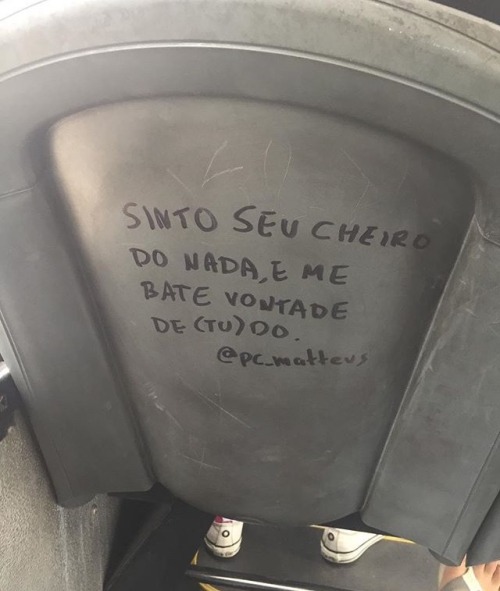 SINTO SEU CHEIRO
DO NADA, E ME
BATE VONTADE
DE (TU)DO.
@pc_matteus